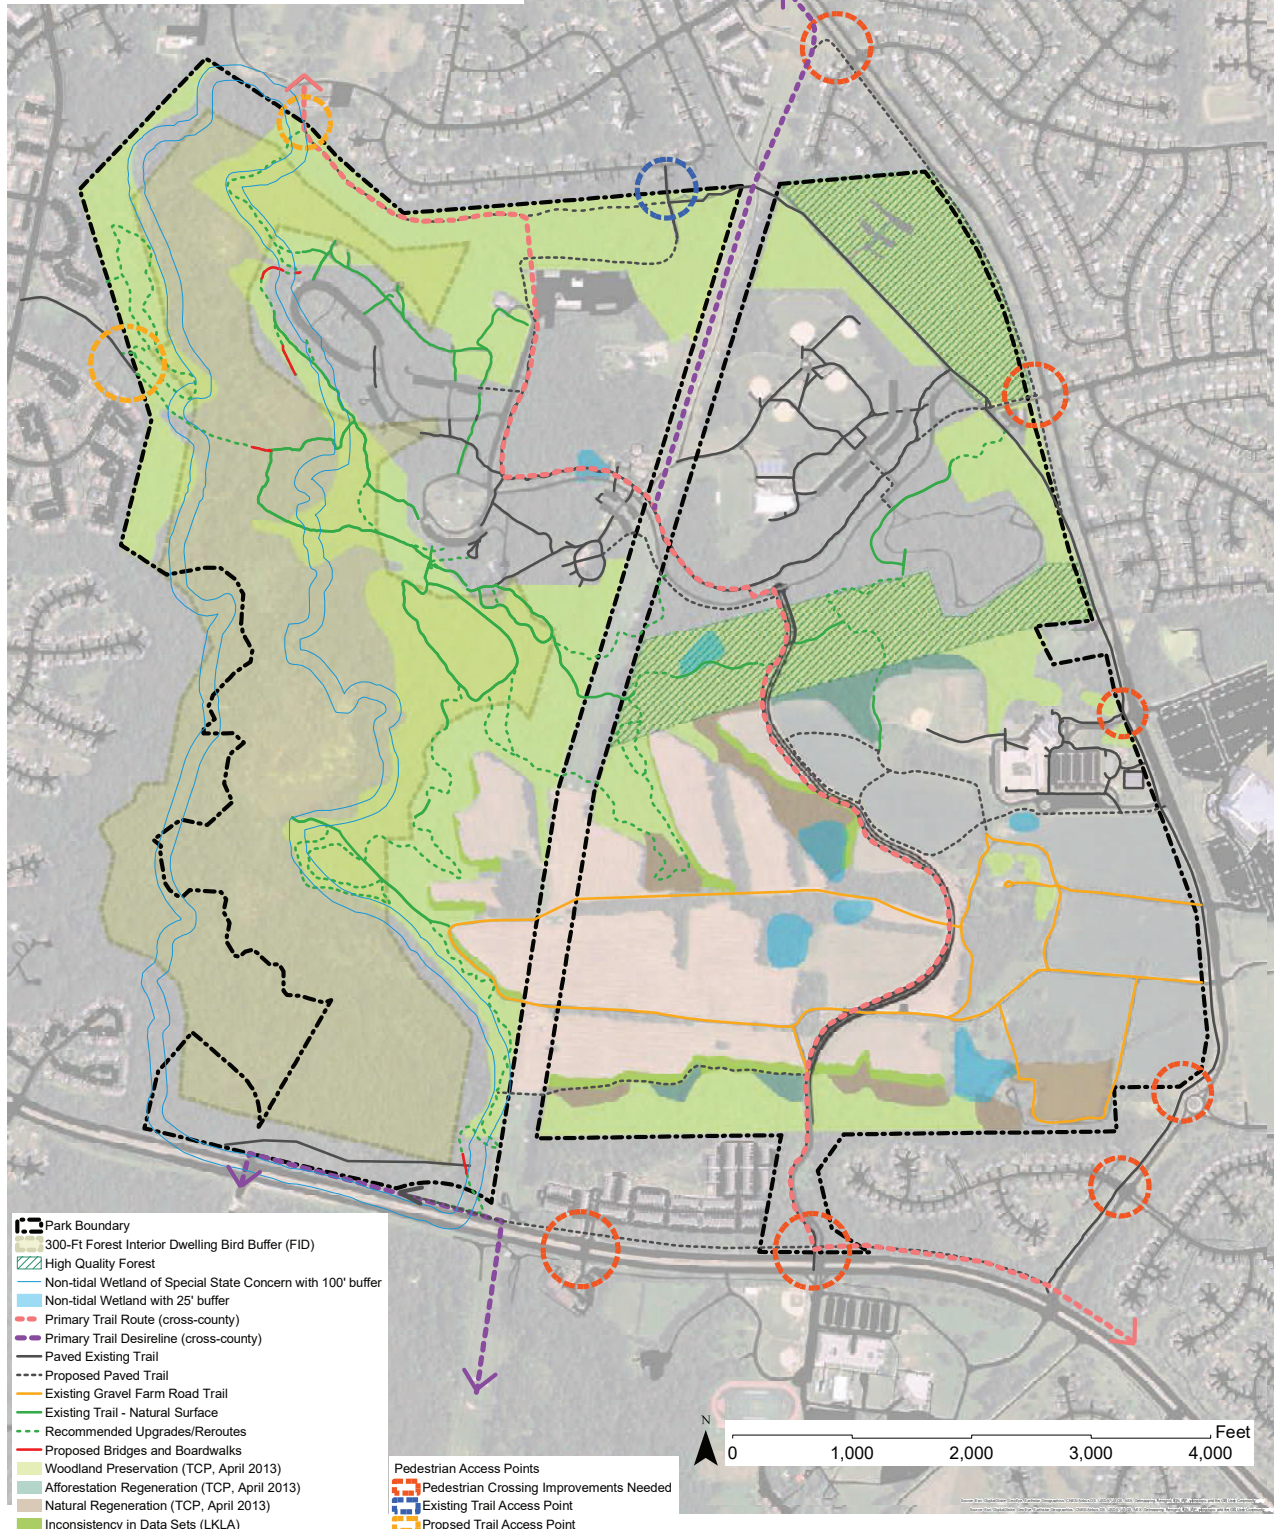 Park Boundary
300-Ft Forest Interior Dwelling Bird Buffer (FID)
High Quality Forest
Non-tidal Wetland of Special State Concern with 100' buffer
Non-tidal Wetland with 25' buffer
Primary Trail Route (cross-county)
Primary Trail Desireline (cross-county)
Paved Existing Trail
Proposed Paved Trail
Existing Gravel Farm Road Trail
Existing Trail - Natural Surface
Recommended Upgrades/Reroutes
Proposed Bridges and Boardwalks
Woodland Preservation (TCP, April 2013)
Afforestation Regeneration (TCP, April 2013)
Natural Regeneration (TCP, April 2013)
Inconsistency in Data Sets (LKLA)
Pedestrian Access Points
Pedestrian Crossing Improvements Needed
Existing Trail Access Point
Propsed Trail Access Point
N
Feet
0 1,000 2,000 3,000 4,000